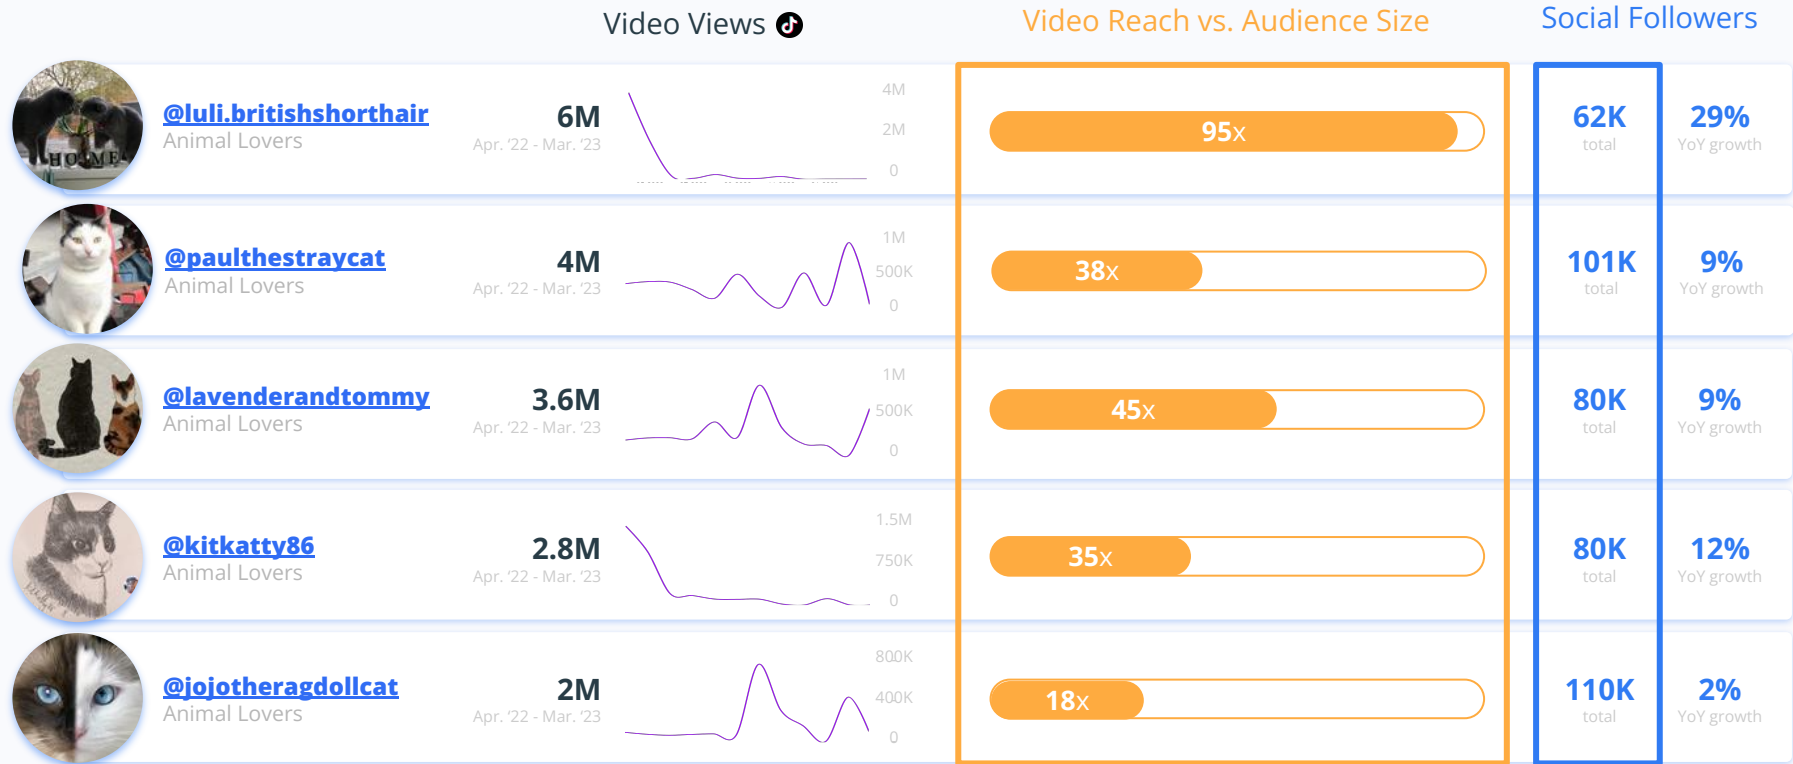 Video Views
Video Reach vs. Audience Size
Social Followers
HOME
@luli.britishshorthair
Animal Lovers
6M
Apr. ‘22 - Mar. ‘23
4M
2M
0
95x
62K
total
29%
YoY growth
@paulthestraycat
Animal Lovers
4M
Apr. ‘22 - Mar. ‘23
1M
500K
0
38x
101K
total
9%
YoY growth
@lavenderandtommy
Animal Lovers
3.6M
Apr. ‘22 - Mar. ‘23
1M
500K
0
45x
80K
total
9%
YoY growth
@kitkatty86
Animal Lovers
2.8M
Apr. ‘22 - Mar. ‘23
1.5M
750K
0
35x
80K
total
12%
YoY growth
@jojotheragdollcat
Animal Lovers
2M
Apr. ‘22 - Mar. ‘23
800K
400K
0
18x
110K
total
2%
YoY growth